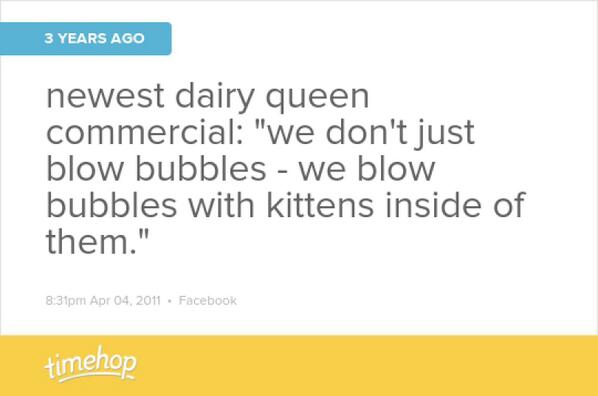 3 YEARS AGO
newest dairy queen
commercial: "we don't just
blow bubbles - we blow
bubbles with kittens inside of
them."
8:31pm Apr 04, 2011 • Facebook
timehop